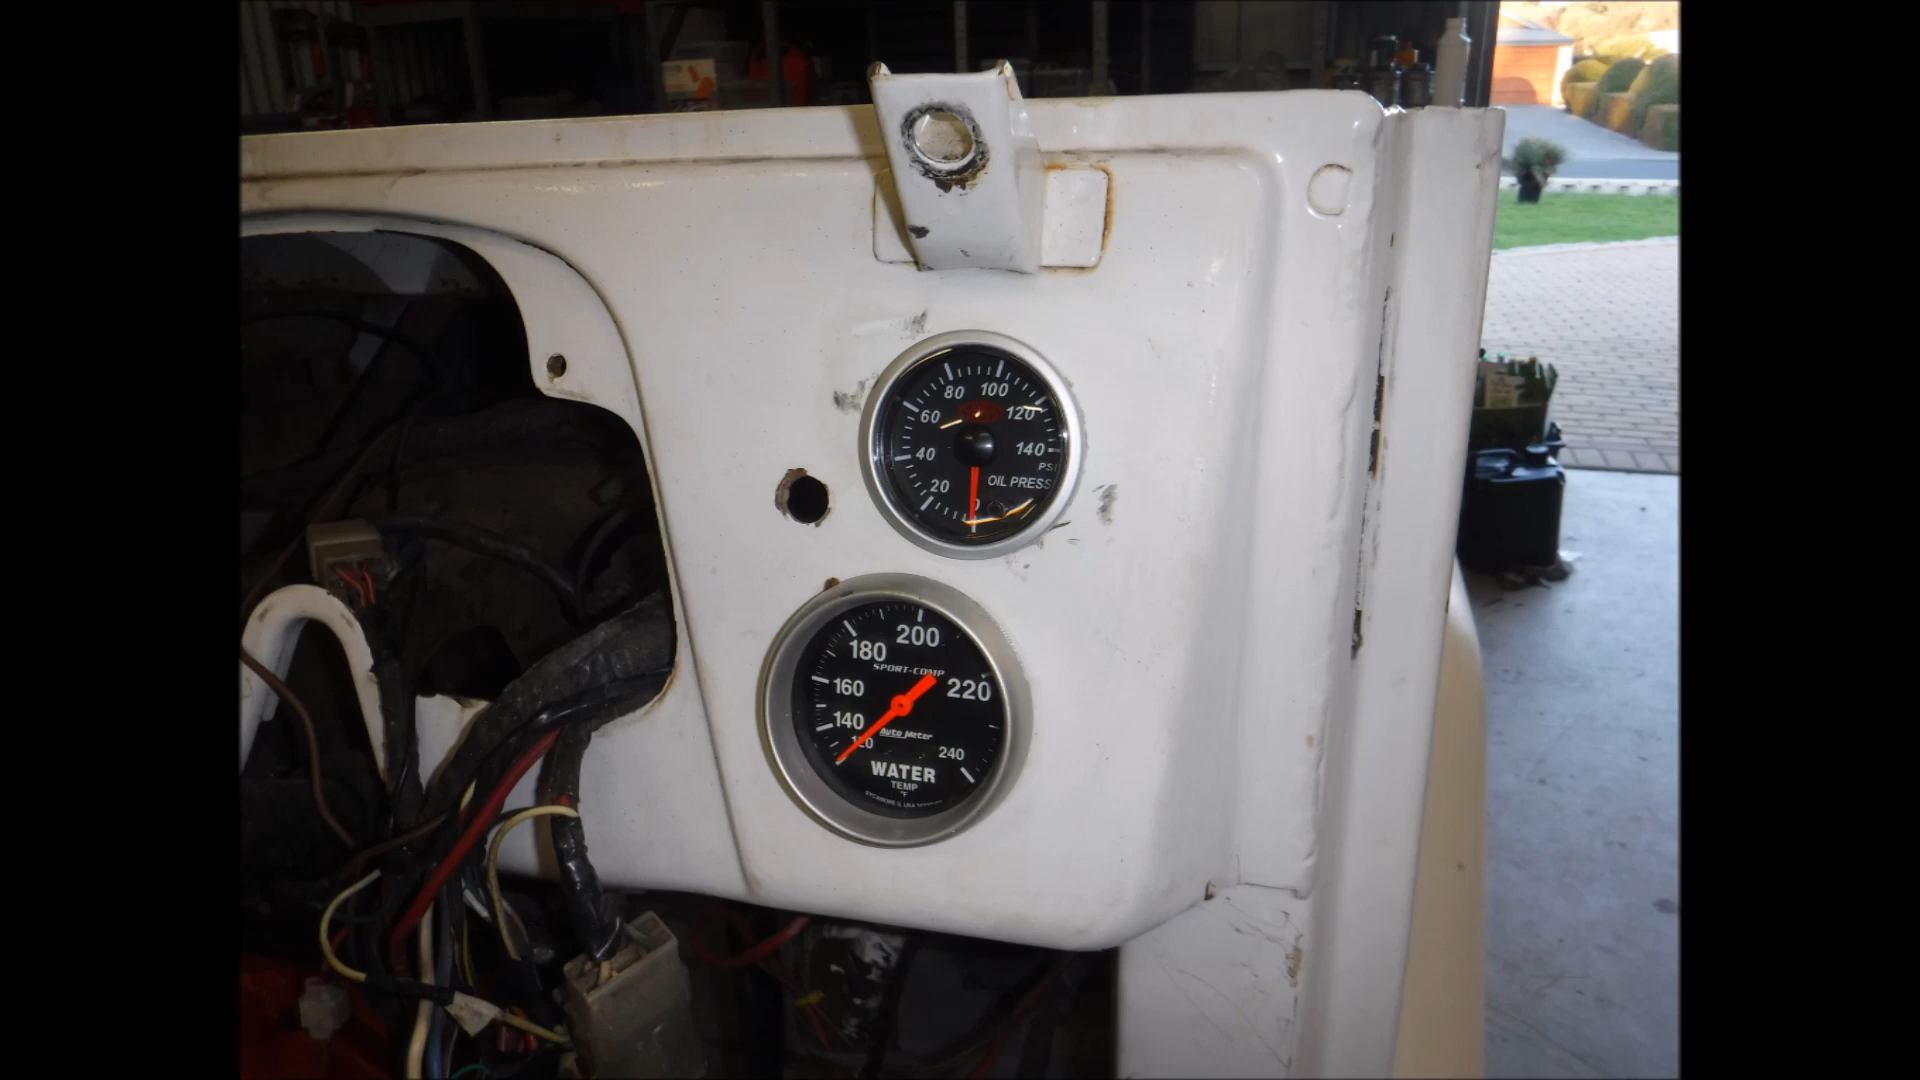 80 100
60 120
40 140
PSI
20 OIL PRESS
0
200
180
SPORT-COMP
160 220
140
Auto Meter
120 240
WATER
TEMP
°F